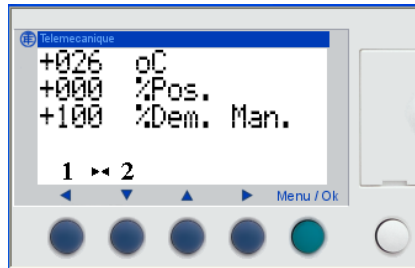 Telemecanique
+026 oC
+000 %Pos.
+100 %Dem. Man.
1 ▸◂ 2
◀ ▼ ▲ ▶ Menu / Ok